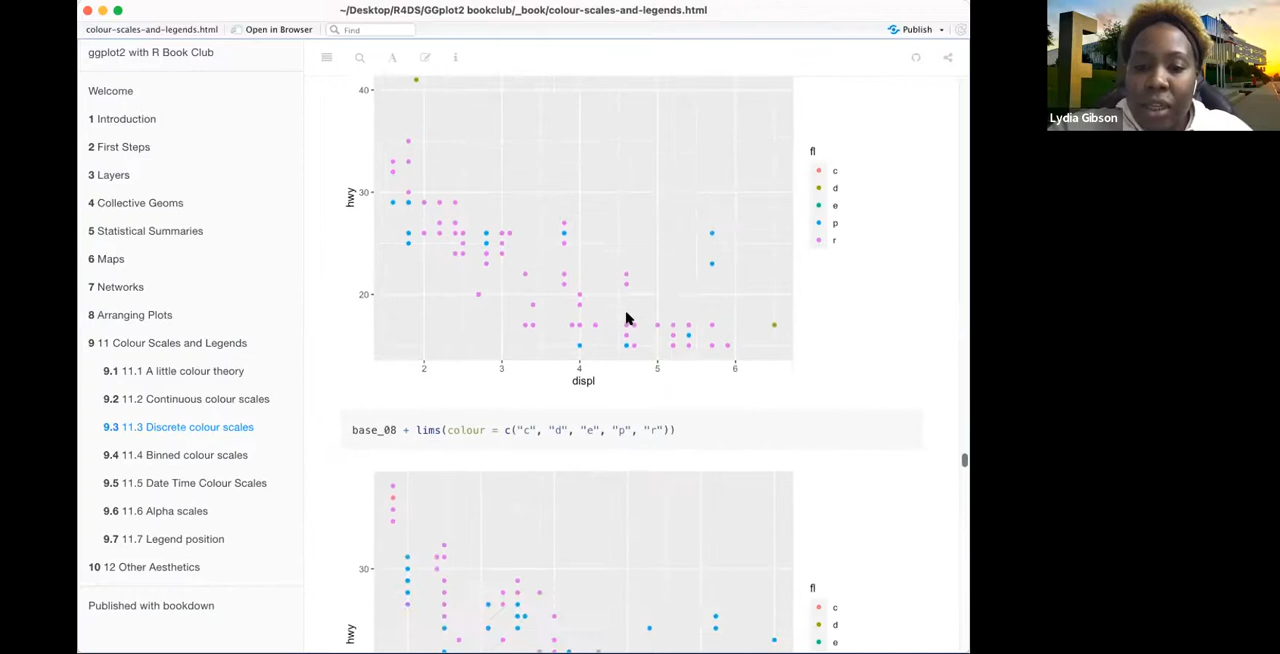 ~/Desktop/R4DS/GGplot2 bookclub/_book/colour-scales-and-legends.html
colour-scales-and-legends.html
Open in Browser
Find
Publish
ggplot2 with R Book Club
Welcome
1 Introduction
2 First Steps
3 Layers
4 Collective Geoms
5 Statistical Summaries
6 Maps
7 Networks
8 Arranging Plots
9 11 Colour Scales and Legends
9.1 11.1 A little colour theory
9.2 11.2 Continuous colour scales
9.3 11.3 Discrete colour scales
9.4 11.4 Binned colour scales
9.5 11.5 Date Time Colour Scales
9.6 11.6 Alpha scales
9.7 11.7 Legend position
10 12 Other Aesthetics
Published with bookdown
A
i
40
30
20
hwy
2 3 4 5 6
displ
fl
c
d
e
p
r
base_08 + lims(colour = c("c", "d", "e", "p", "r"))
30
hwy
fl
c
d
e
Lydia Gibson